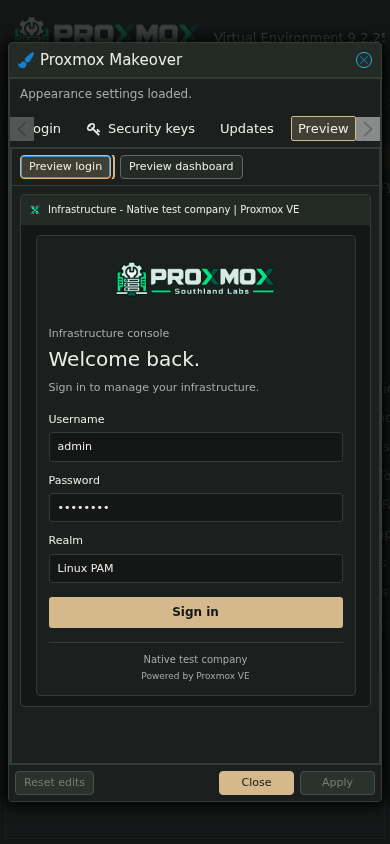 PROXMOX Virtual Environment 9.2.2
Proxmox Makeover
Appearance settings loaded.
ogin Security keys Updates Preview
Preview login Preview dashboard
Infrastructure - Native test company | Proxmox VE
PROXMOX
Southland Labs
Infrastructure console
Welcome back.
Sign in to manage your infrastructure.
Username
admin
Password
••••••••
Realm
Linux PAM
Sign in
Native test company
Powered by Proxmox VE
Reset edits Close Apply